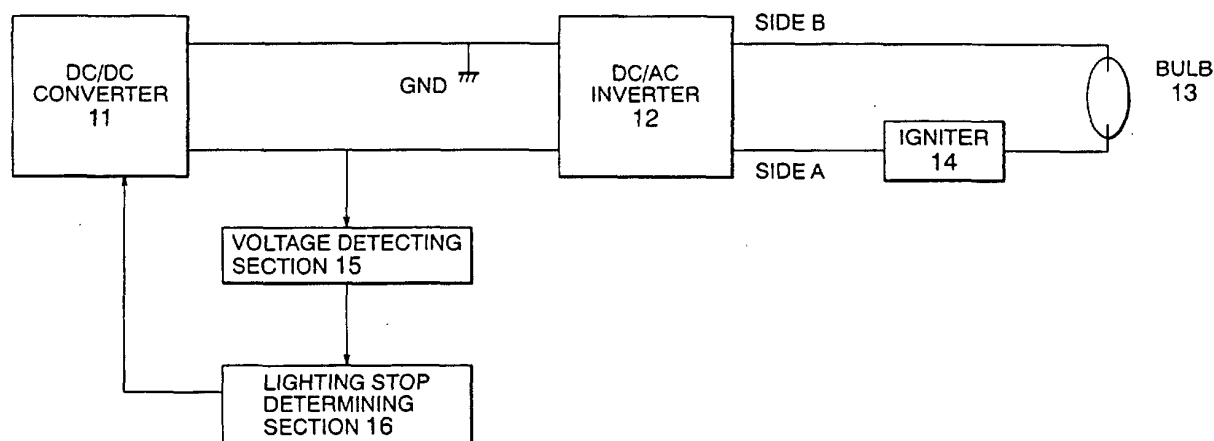 DC/DC
CONVERTER
11
GND
DC/AC
INVERTER
12
SIDE B
SIDE A
IGNITER
14
BULB
13
VOLTAGE DETECTING
SECTION 15
LIGHTING STOP
DETERMINING
SECTION 16